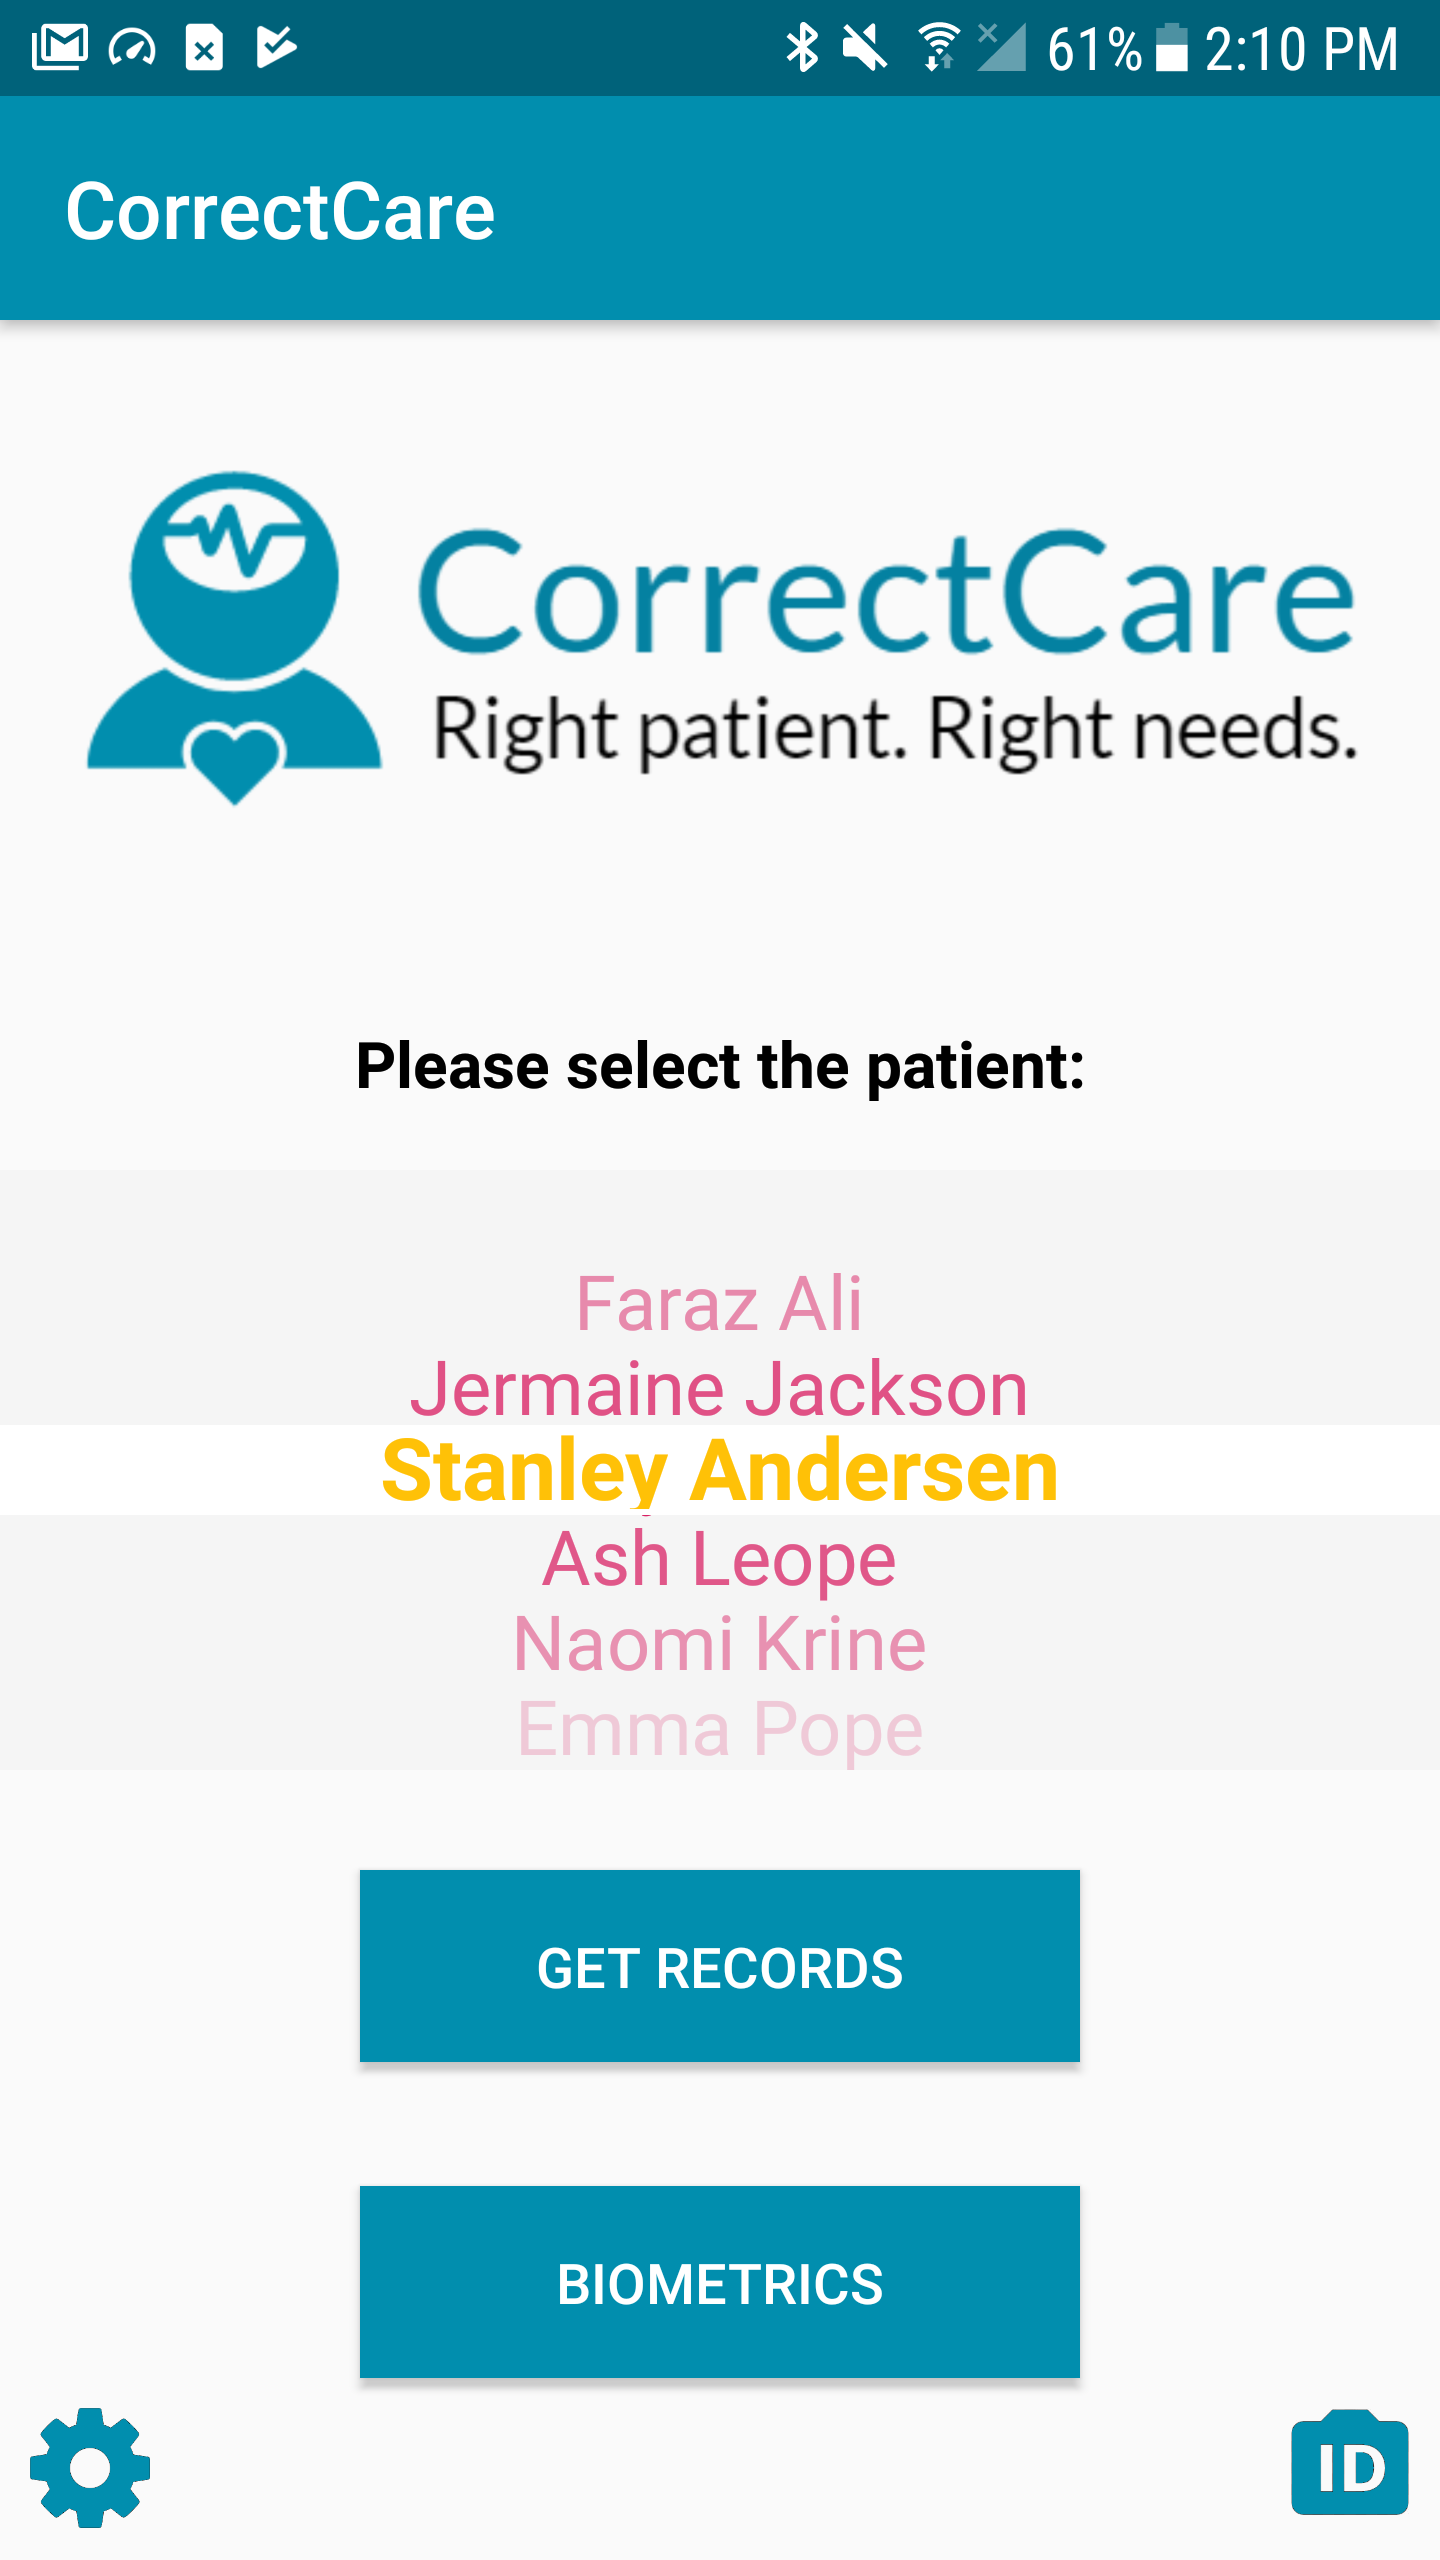 61% 2:10 PM
CorrectCare
CorrectCare
Right patient. Right needs.
Please select the patient:
Faraz Ali
Jermaine Jackson
Stanley Andersen
Ash Leope
Naomi Krine
Emma Pope
GET RECORDS
BIOMETRICS
ID